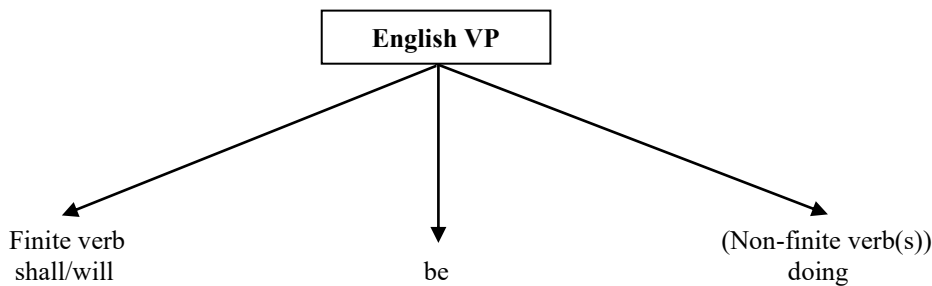 English VP
Finite verb
shall/will
be
(Non-finite verb(s))
doing